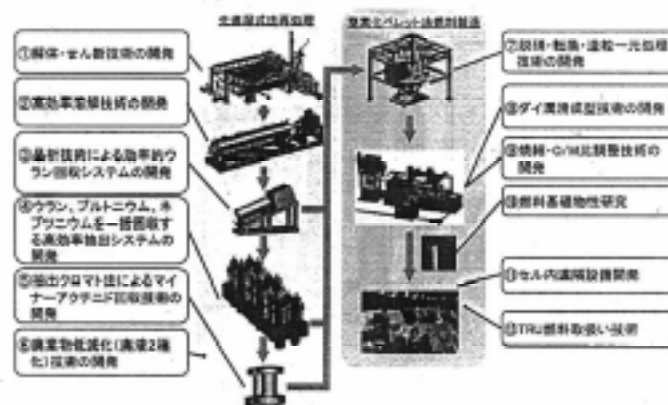 先進湿式法再処理
簡素化ペレット法燃料製造
①解体・せん断技術の開発
②高効率溶解技術の開発
③晶析技術による効率的ウ
ラン回収システムの開発
④ウラン、プルトニウム、ネ
プツニウムを一括回収す
る高効率抽出システムの
開発
⑤抽出クロマト法によるマイ
ナーアクチニド回収技術の
開発
⑥廃棄物低減化(廃液2極
化)技術の開発
⑦脱硝・転換・造粒一元処理
技術の開発
⑧ダイ潤滑成型技術の開発
⑨焼結・O/M比調整技術の
開発
⑩燃料基礎物性研究
⑪セル内遠隔設備開発
⑫TRU燃料取扱い技術